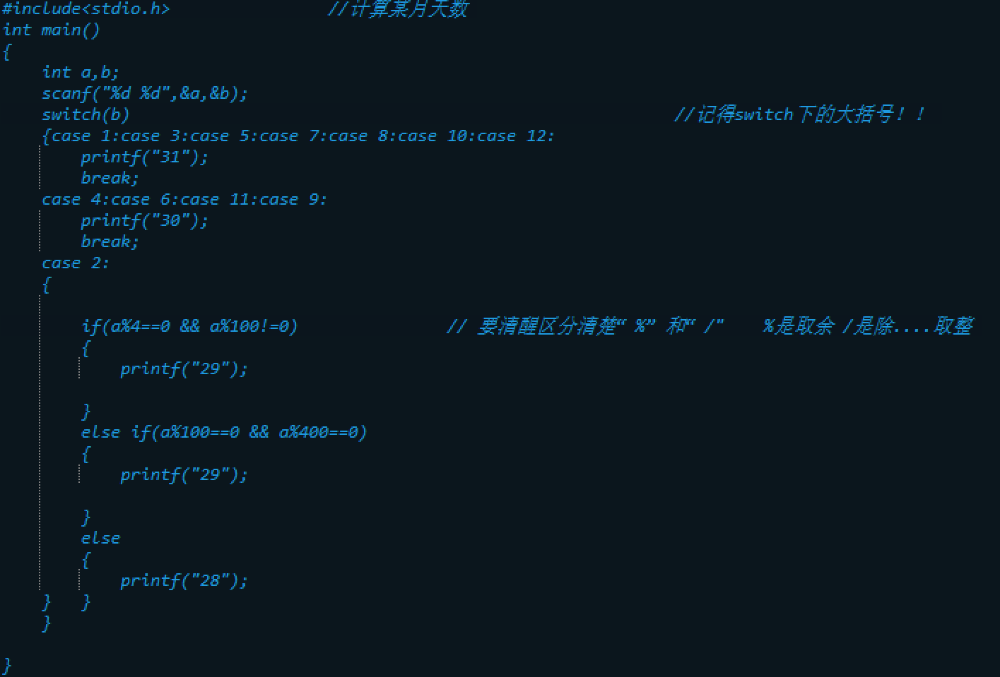 #include<stdio.h> //计算某月天数
int main()
{
int a,b;
scanf("%d %d",&a,&b);
switch(b) //记得switch下的大括号！！
{case 1:case 3:case 5:case 7:case 8:case 10:case 12:
printf("31");
break;
case 4:case 6:case 11:case 9:
printf("30");
break;
case 2:
{
if(a%4==0 && a%100!=0) // 要清醒区分清楚“ %” 和“ /" %是取余 /是除....取整
{
printf("29");
}
else if(a%100==0 && a%400==0)
{
printf("29");
}
else
{
printf("28");
} }
}
}